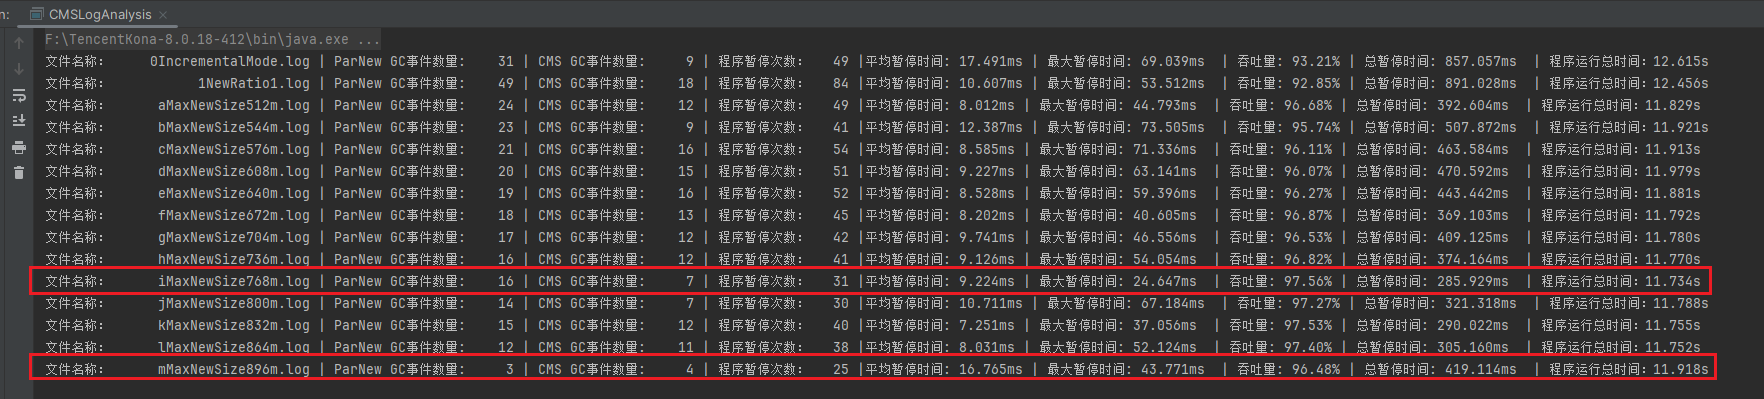 n: CMSLogAnalysis ×
F:\TencentKona-8.0.18-412\bin\java.exe ...
文件名称: 0IncrementalMode.log | ParNew GC事件数量: 31 | CMS GC事件数量: 9 | 程序暂停次数: 49 |平均暂停时间: 17.491ms | 最大暂停时间: 69.039ms | 吞吐量: 93.21% | 总暂停时间: 857.057ms | 程序运行总时间: 12.615s
文件名称: 1NewRatio1.log | ParNew GC事件数量: 49 | CMS GC事件数量: 18 | 程序暂停次数: 84 |平均暂停时间: 10.607ms | 最大暂停时间: 53.512ms | 吞吐量: 92.85% | 总暂停时间: 891.028ms | 程序运行总时间: 12.456s
文件名称: aMaxNewSize512m.log | ParNew GC事件数量: 24 | CMS GC事件数量: 12 | 程序暂停次数: 49 |平均暂停时间: 8.012ms | 最大暂停时间: 44.793ms | 吞吐量: 96.68% | 总暂停时间: 392.604ms | 程序运行总时间: 11.829s
文件名称: bMaxNewSize544m.log | ParNew GC事件数量: 23 | CMS GC事件数量: 9 | 程序暂停次数: 41 |平均暂停时间: 12.387ms | 最大暂停时间: 73.505ms | 吞吐量: 95.74% | 总暂停时间: 507.872ms | 程序运行总时间: 11.921s
文件名称: cMaxNewSize576m.log | ParNew GC事件数量: 21 | CMS GC事件数量: 16 | 程序暂停次数: 54 |平均暂停时间: 8.585ms | 最大暂停时间: 71.336ms | 吞吐量: 96.11% | 总暂停时间: 463.584ms | 程序运行总时间: 11.913s
文件名称: dMaxNewSize608m.log | ParNew GC事件数量: 20 | CMS GC事件数量: 15 | 程序暂停次数: 51 |平均暂停时间: 9.227ms | 最大暂停时间: 63.141ms | 吞吐量: 96.07% | 总暂停时间: 470.592ms | 程序运行总时间: 11.979s
文件名称: eMaxNewSize640m.log | ParNew GC事件数量: 19 | CMS GC事件数量: 16 | 程序暂停次数: 52 |平均暂停时间: 8.528ms | 最大暂停时间: 59.396ms | 吞吐量: 96.27% | 总暂停时间: 443.442ms | 程序运行总时间: 11.881s
文件名称: fMaxNewSize672m.log | ParNew GC事件数量: 18 | CMS GC事件数量: 13 | 程序暂停次数: 45 |平均暂停时间: 8.202ms | 最大暂停时间: 40.605ms | 吞吐量: 96.87% | 总暂停时间: 369.103ms | 程序运行总时间: 11.792s
文件名称: gMaxNewSize704m.log | ParNew GC事件数量: 17 | CMS GC事件数量: 12 | 程序暂停次数: 42 |平均暂停时间: 9.741ms | 最大暂停时间: 46.556ms | 吞吐量: 96.53% | 总暂停时间: 409.125ms | 程序运行总时间: 11.780s
文件名称: hMaxNewSize736m.log | ParNew GC事件数量: 16 | CMS GC事件数量: 12 | 程序暂停次数: 41 |平均暂停时间: 9.126ms | 最大暂停时间: 54.054ms | 吞吐量: 96.82% | 总暂停时间: 374.164ms | 程序运行总时间: 11.770s
文件名称: iMaxNewSize768m.log | ParNew GC事件数量: 16 | CMS GC事件数量: 7 | 程序暂停次数: 31 |平均暂停时间: 9.224ms | 最大暂停时间: 24.647ms | 吞吐量: 97.56% | 总暂停时间: 285.929ms | 程序运行总时间: 11.734s
文件名称: jMaxNewSize800m.log | ParNew GC事件数量: 14 | CMS GC事件数量: 7 | 程序暂停次数: 30 |平均暂停时间: 10.711ms | 最大暂停时间: 67.184ms | 吞吐量: 97.27% | 总暂停时间: 321.318ms | 程序运行总时间: 11.788s
文件名称: kMaxNewSize832m.log | ParNew GC事件数量: 15 | CMS GC事件数量: 12 | 程序暂停次数: 40 |平均暂停时间: 7.251ms | 最大暂停时间: 37.056ms | 吞吐量: 97.53% | 总暂停时间: 290.022ms | 程序运行总时间: 11.755s
文件名称: lMaxNewSize864m.log | ParNew GC事件数量: 12 | CMS GC事件数量: 11 | 程序暂停次数: 38 |平均暂停时间: 8.031ms | 最大暂停时间: 52.124ms | 吞吐量: 97.40% | 总暂停时间: 305.160ms | 程序运行总时间: 11.752s
文件名称: mMaxNewSize896m.log | ParNew GC事件数量: 3 | CMS GC事件数量: 4 | 程序暂停次数: 25 |平均暂停时间: 16.765ms | 最大暂停时间: 43.771ms | 吞吐量: 96.48% | 总暂停时间: 419.114ms | 程序运行总时间: 11.918s